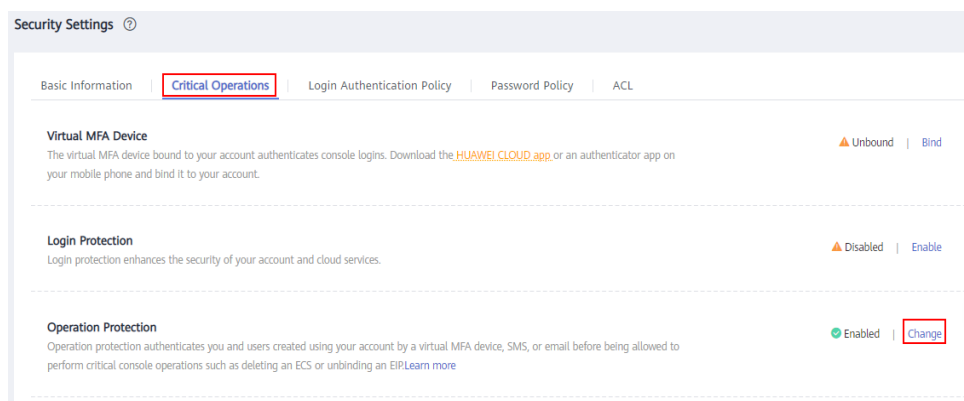 Security Settings ?
Basic Information | Critical Operations | Login Authentication Policy | Password Policy | ACL
Virtual MFA Device
The virtual MFA device bound to your account authenticates console logins. Download the HUAWEI CLOUD app or an authenticator app on
your mobile phone and bind it to your account.
Unbound | Bind
Login Protection
Login protection enhances the security of your account and cloud services.
Disabled | Enable
Operation Protection
Operation protection authenticates you and users created using your account by a virtual MFA device, SMS, or email before being allowed to
perform critical console operations such as deleting an ECS or unbinding an EIP.Learn more
Enabled | Change